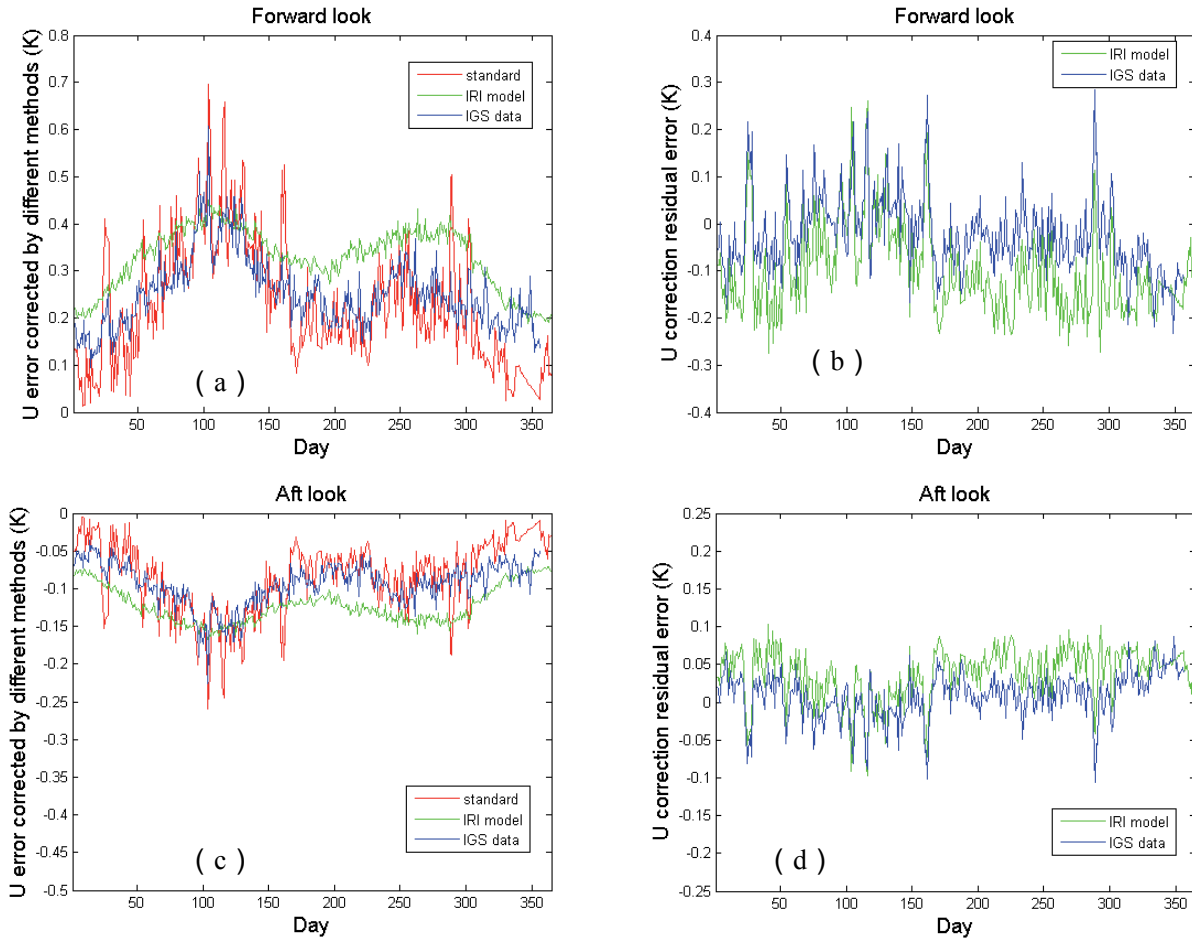 Forward look
U error corrected by different methods (K)
0.8
0.7
0.6
0.5
0.4
0.3
0.2
0.1
0
standard
IRI model
IGS data
( a )
50 100 150 200 250 300 350
Day
Forward look
U correction residual error (K)
0.4
0.3
0.2
0.1
0
-0.1
-0.2
-0.3
-0.4
IRI model
IGS data
( b )
50 100 150 200 250 300 350
Day
Aft look
U error corrected by different methods (K)
0
-0.05
-0.1
-0.15
-0.2
-0.25
-0.3
-0.35
-0.4
-0.45
-0.5
standard
IRI model
IGS data
( c )
50 100 150 200 250 300 350
Day
Aft look
U correction residual error (K)
0.25
0.2
0.15
0.1
0.05
0
-0.05
-0.1
-0.15
-0.2
-0.25
IRI model
IGS data
( d )
50 100 150 200 250 300 350
Day